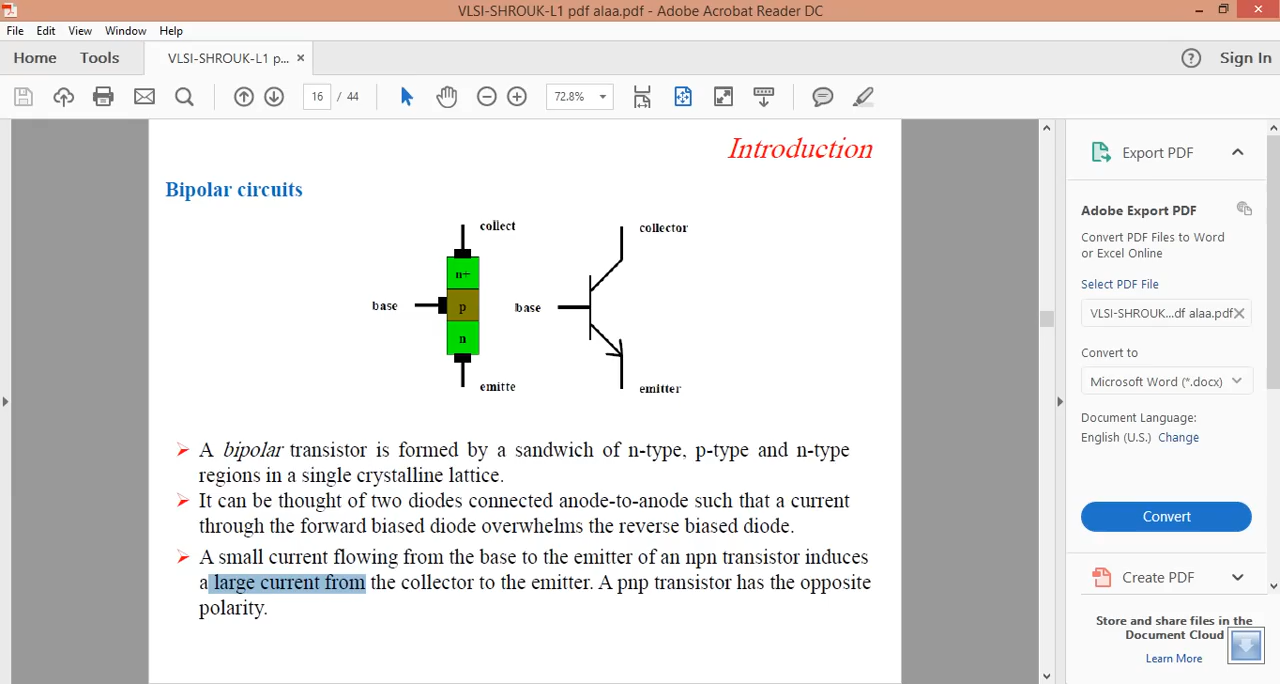 VLSI-SHROUK-L1 pdf alaa.pdf - Adobe Acrobat Reader DC
File Edit View Window Help
Home Tools VLSI-SHROUK-L1 p... × Sign In
16 / 44 72.8%
Introduction
Bipolar circuits
collect
collector
n+
base
p
base
n
emitte
emitter
A bipolar transistor is formed by a sandwich of n-type, p-type and n-type
regions in a single crystalline lattice.
It can be thought of two diodes connected anode-to-anode such that a current
through the forward biased diode overwhelms the reverse biased diode.
A small current flowing from the base to the emitter of an npn transistor induces
a large current from the collector to the emitter. A pnp transistor has the opposite
polarity.
Export PDF
Adobe Export PDF
Convert PDF Files to Word
or Excel Online
Select PDF File
VLSI-SHROUK...df alaa.pdf
Convert to
Microsoft Word (*.docx)
Document Language:
English (U.S.) Change
Convert
Create PDF
Store and share files in the
Document Cloud
Learn More